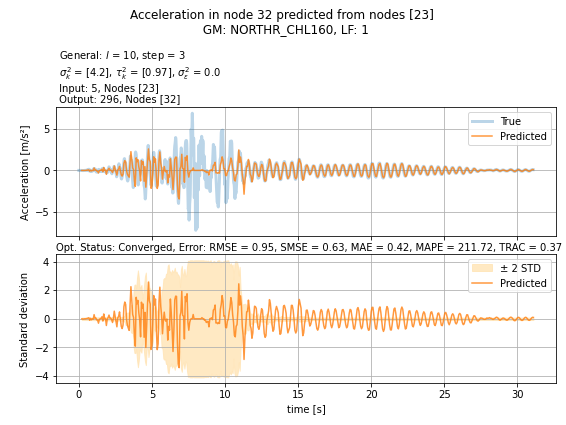 Acceleration in node 32 predicted from nodes [23]
GM: NORTHR_CHL160, LF: 1
General: l = 10, step = 3
σ²ₖ = [4.2], τ²ₖ = [0.97], σ²ε = 0.0
Input: 5, Nodes [23]
Output: 296, Nodes [32]
Acceleration [m/s²]
5
0
−5
True
Predicted
Opt. Status: Converged, Error: RMSE = 0.95, SMSE = 0.63, MAE = 0.42, MAPE = 211.72, TRAC = 0.37
Standard deviation
4
2
0
−2
−4
± 2 STD
Predicted
0 5 10 15 20 25 30
time [s]